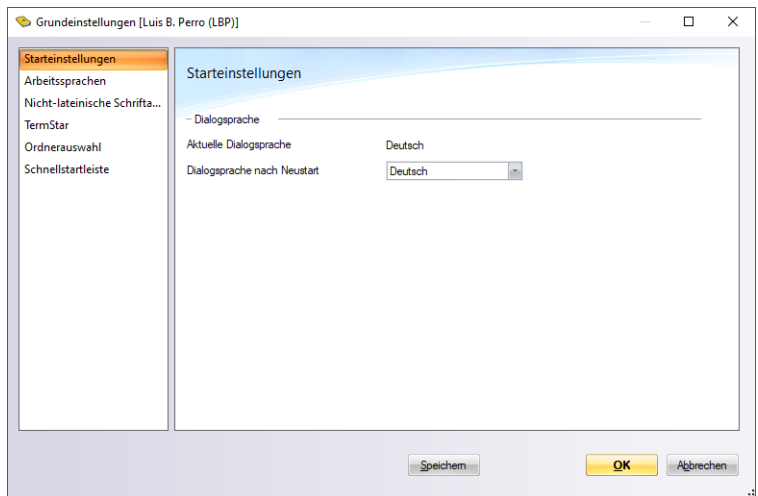 Grundeinstellungen [Luis B. Perro (LBP)]
Starteinstellungen
Arbeitssprachen
Nicht-lateinische Schrifta...
TermStar
Ordnerauswahl
Schnellstartleiste
Starteinstellungen
Dialogsprache
Aktuelle Dialogsprache Deutsch
Dialogsprache nach Neustart Deutsch
Speichern OK Abbrechen